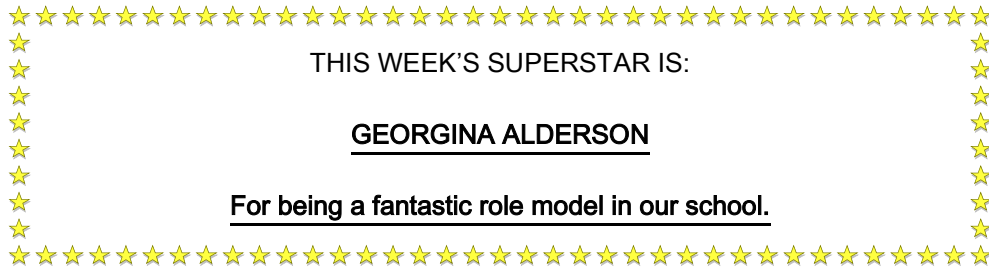 THIS WEEK’S SUPERSTAR IS:
GEORGINA ALDERSON
For being a fantastic role model in our school.